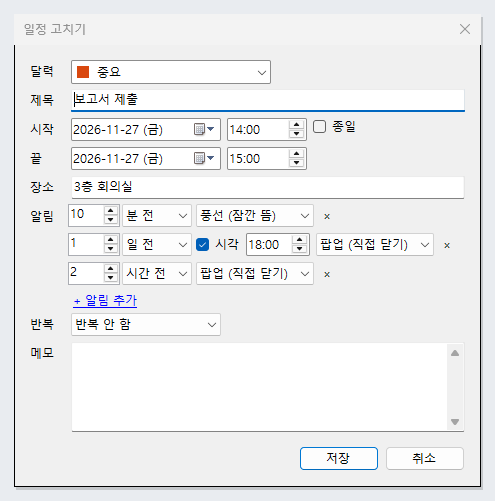 일정 고치기
달력 중요
제목 보고서 제출
시작 2026-11-27 (금) 14:00 종일
끝 2026-11-27 (금) 15:00
장소 3층 회의실
알림 10 분 전 풍선 (잠깐 뜸) ×
1 일 전 시각 18:00 팝업 (직접 닫기) ×
2 시간 전 팝업 (직접 닫기) ×
+ 알림 추가
반복 반복 안 함
메모
저장 취소